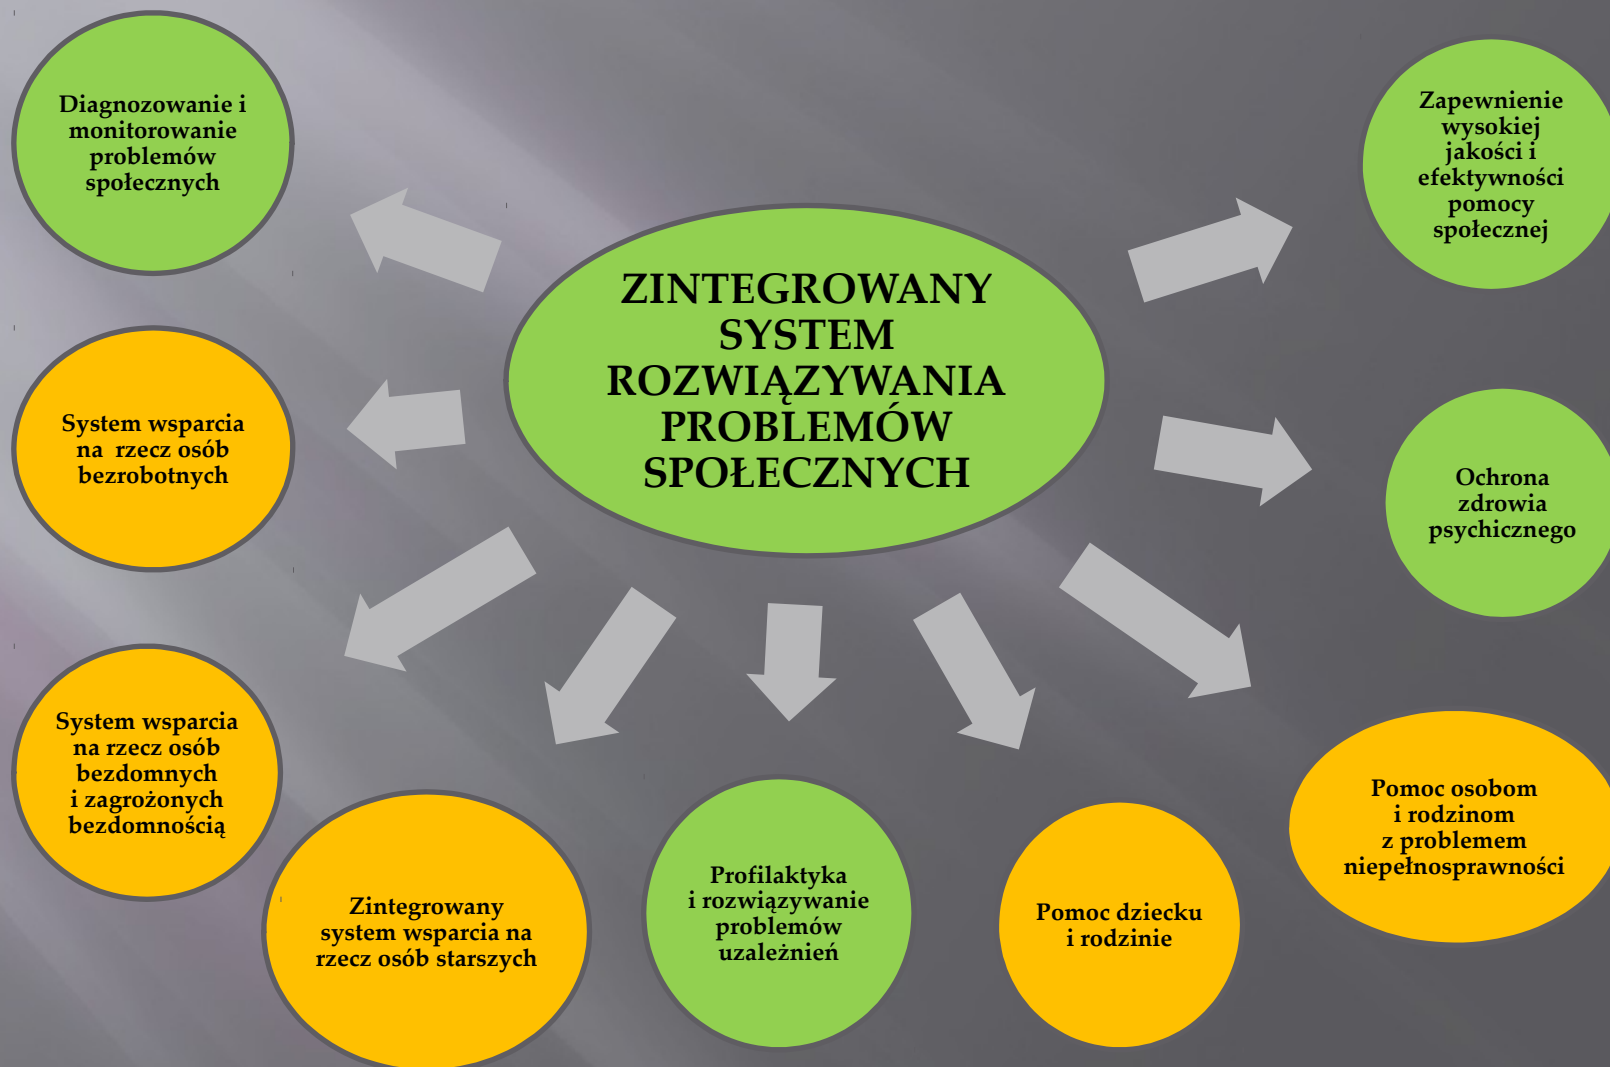 Diagnozowanie i
monitorowanie
problemów
społecznych
Zapewnienie
wysokiej
jakości i
efektywności
pomocy
społecznej
ZINTEGROWANY
SYSTEM
ROZWIĄZYWANIA
PROBLEMÓW
SPOŁECZNYCH
System wsparcia
na rzecz osób
bezrobotnych
Ochrona
zdrowia
psychicznego
System wsparcia
na rzecz osób
bezdomnych
i zagrożonych
bezdomnością
Zintegrowany
system wsparcia na
rzecz osób starszych
Profilaktyka
i rozwiązywanie
problemów
uzależnień
Pomoc dziecku
i rodzinie
Pomoc osobom
i rodzinom
z problemem
niepełnosprawności